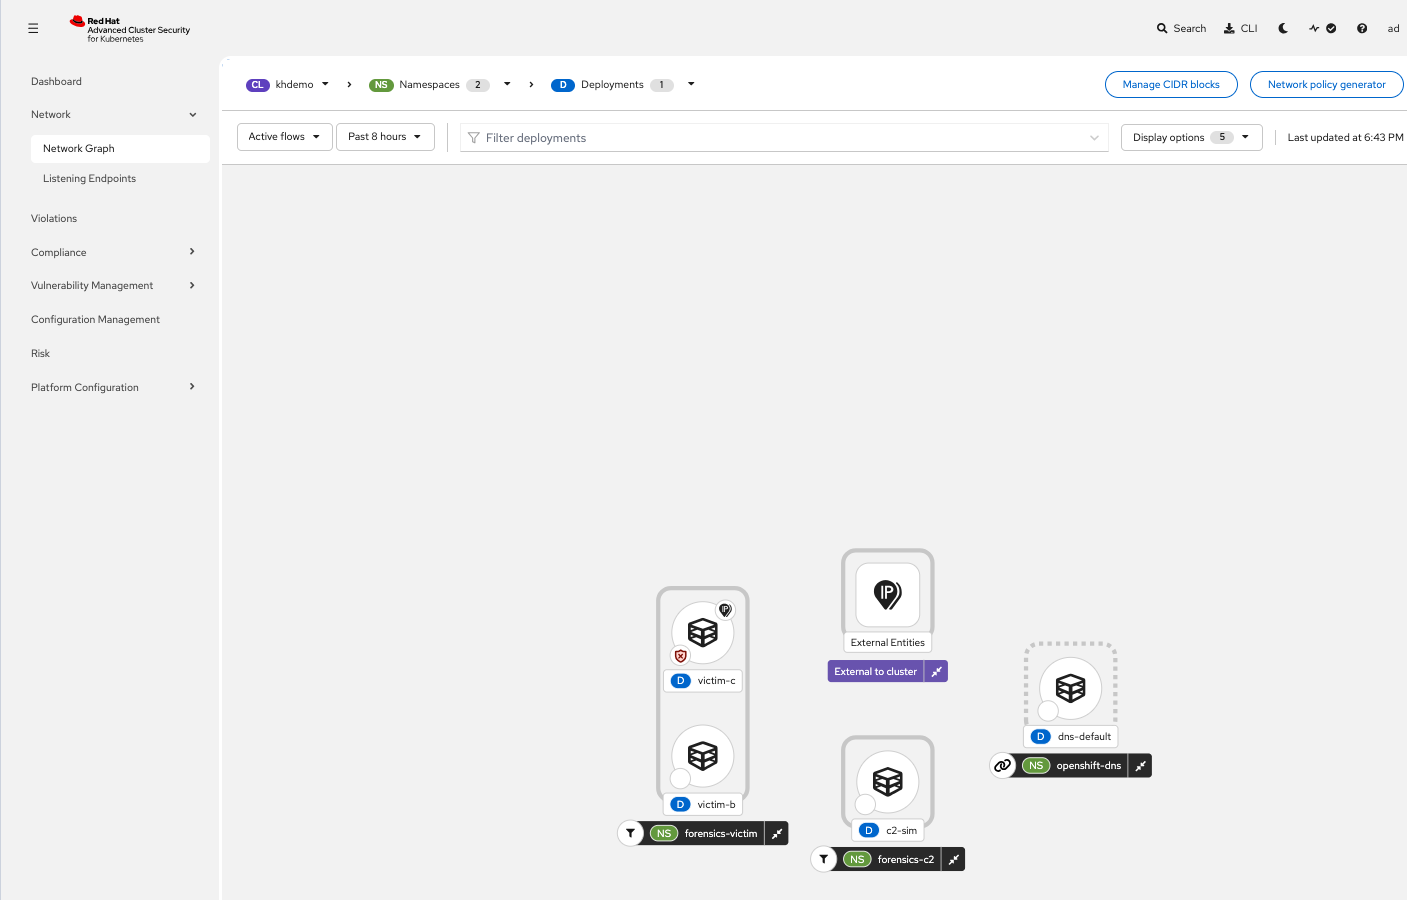 Red Hat
Advanced Cluster Security
for Kubernetes
Search
CLI
ad
Dashboard
Network
Network Graph
Listening Endpoints
Violations
Compliance
Vulnerability Management
Configuration Management
Risk
Platform Configuration
CL khdemo
NS Namespaces 2
D Deployments 1
Manage CIDR blocks
Network policy generator
Active flows
Past 8 hours
Filter deployments
Display options 5
Last updated at 6:43 PM
IP
D victim-c
D victim-b
NS forensics-victim
IP
External Entities
External to cluster
D c2-sim
NS forensics-c2
D dns-default
NS openshift-dns